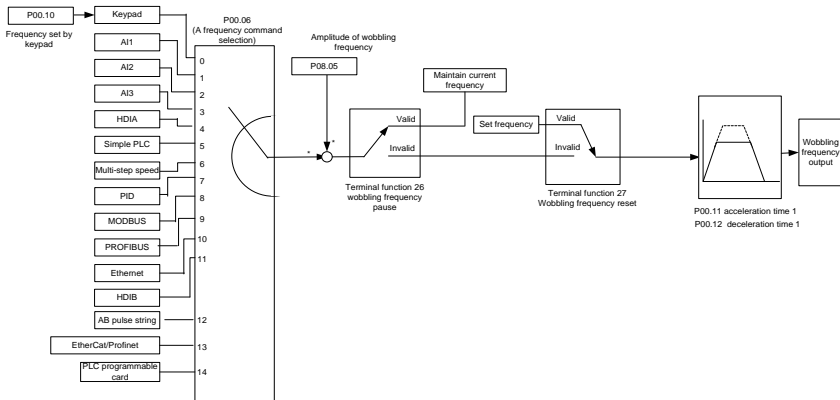 P00.10
Frequency set by
keypad
Keypad
AI1
AI2
AI3
HDIA
Simple PLC
Multi-step speed
PID
MODBUS
PROFIBUS
Ethernet
HDIB
AB pulse string
EtherCat/Profinet
PLC programmable
card
P00.06
(A frequency command
selection)
0
1
2
3
4
5
6
7
8
9
10
11
12
13
14
Amplitude of wobbling
frequency
P08.05
*
*
Valid
Invalid
Terminal function 26
wobbling frequency
pause
Maintain current
frequency
Set frequency
Valid
Invalid
Terminal function 27
Wobbling frequency reset
P00.11 acceleration time 1
P00.12 deceleration time 1
Wobbling
frequency
output